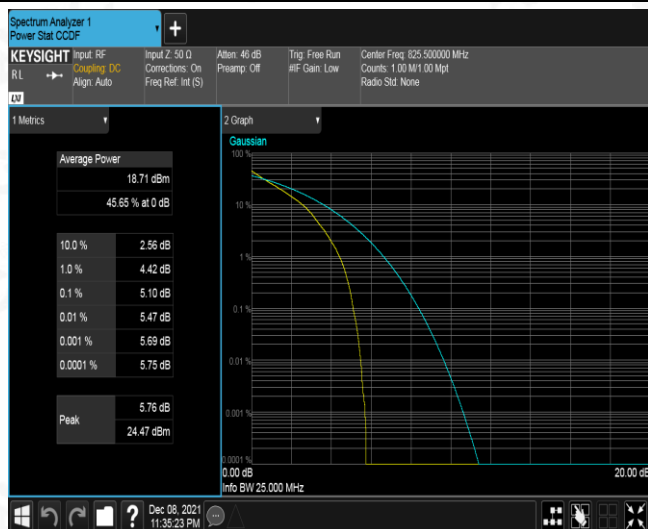 Spectrum Analyzer 1
Power Stat CCDF
+
KEYSIGHT
RL
Input: RF
Coupling: DC
Align: Auto
Input Z: 50 Ω
Corrections: On
Freq Ref: Int (S)
Atten: 46 dB
Preamp: Off
Trig: Free Run
#IF Gain: Low
Center Freq: 825.500000 MHz
Counts: 1.00 M/1.00 Mpt
Radio Std: None
1 Metrics
Average Power
18.71 dBm
45.65 % at 0 dB
10.0 % 2.56 dB
1.0 % 4.42 dB
0.1 % 5.10 dB
0.01 % 5.47 dB
0.001 % 5.69 dB
0.0001 % 5.75 dB
Peak
5.76 dB
24.47 dBm
2 Graph
Gaussian
100 %
10 %
1 %
0.1 %
0.01 %
0.001 %
0.0001 %
0.00 dB
20.00 dB
Info BW 25.000 MHz
?
Dec 08, 2021
11:35:23 PM